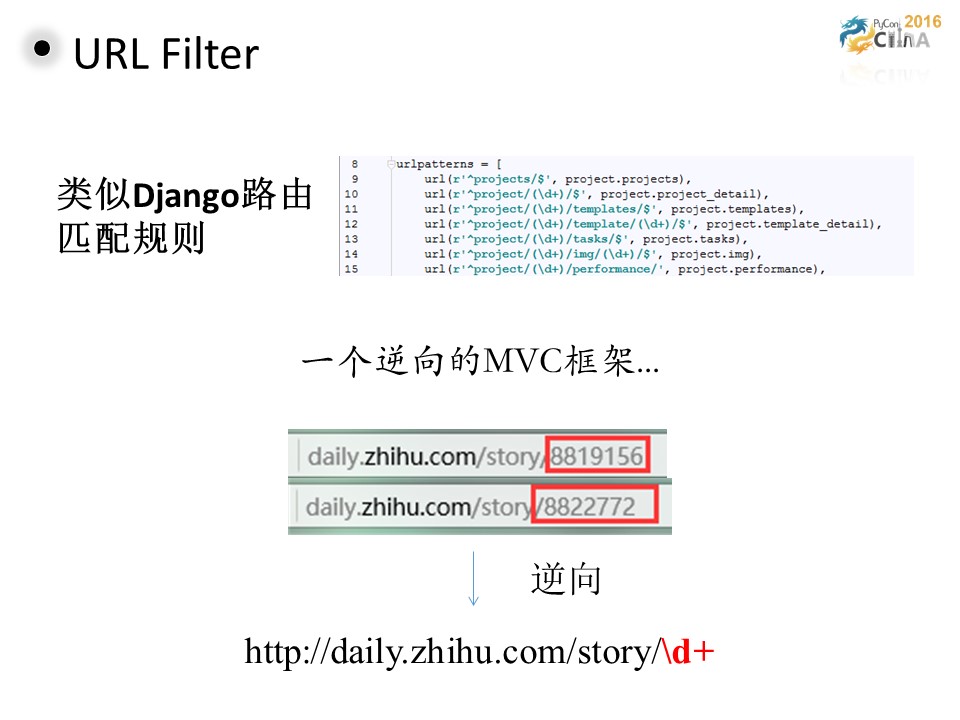 URL Filter
PyCon 2016
China
类似Django路由
匹配规则
8 urlpatterns = [
9 url(r'^projects/$', project.projects),
10 url(r'^project/(\d+)/$', project.project_detail),
11 url(r'^project/(\d+)/templates/$', project.templates),
12 url(r'^project/(\d+)/template/(\d+)/$', project.template_detail),
13 url(r'^project/(\d+)/tasks/$', project.tasks),
14 url(r'^project/(\d+)/img/(\d+)/$', project.img),
15 url(r'^project/(\d+)/performance/', project.performance),
一个逆向的MVC框架...
daily.zhihu.com/story/8819156
daily.zhihu.com/story/8822772
逆向
http://daily.zhihu.com/story/\d+